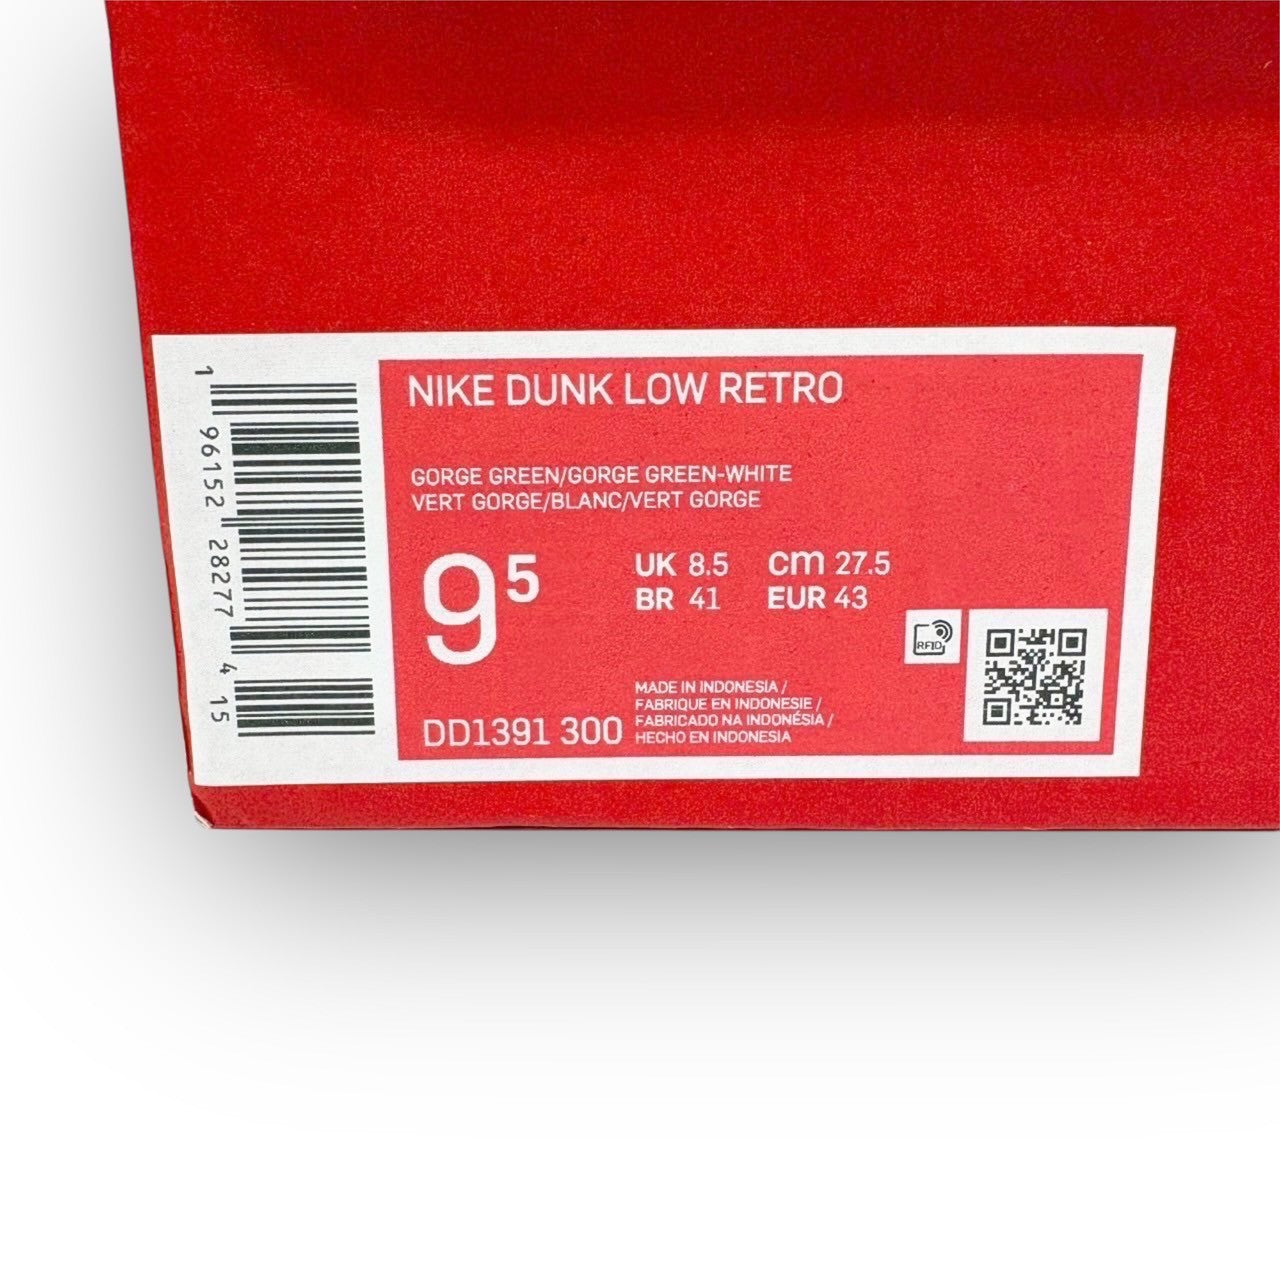 NIKE DUNK LOW RETRO
GORGE GREEN/GORGE GREEN-WHITE
VERT GORGE/BLANC/VERT GORGE
9⁵
UK 8.5 cm 27.5
BR 41 EUR 43
MADE IN INDONESIA /
FABRIQUE EN INDONESIE /
FABRICADO NA INDONÉSIA /
HECHO EN INDONESIA
DD1391 300
RFID
1 96152 28277 4 15